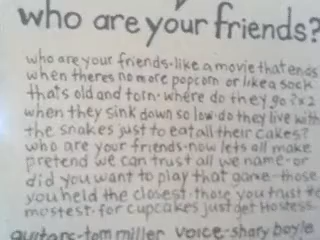 who are your friends?
who are your friends-like a movie that ends
when theres no more popcorn or like a sock
thats old and torn-where do they go?x2
when they sink down so low-do they live with
the snakes just to eat all their cakes?
who are your friends-now lets all make
pretend we can trust all we name-or
did you want to play that game-those
you held the closest-those you trust to
mostest-for cupcakes just get Hostess.
guitars-tom miller voice-shary boyle